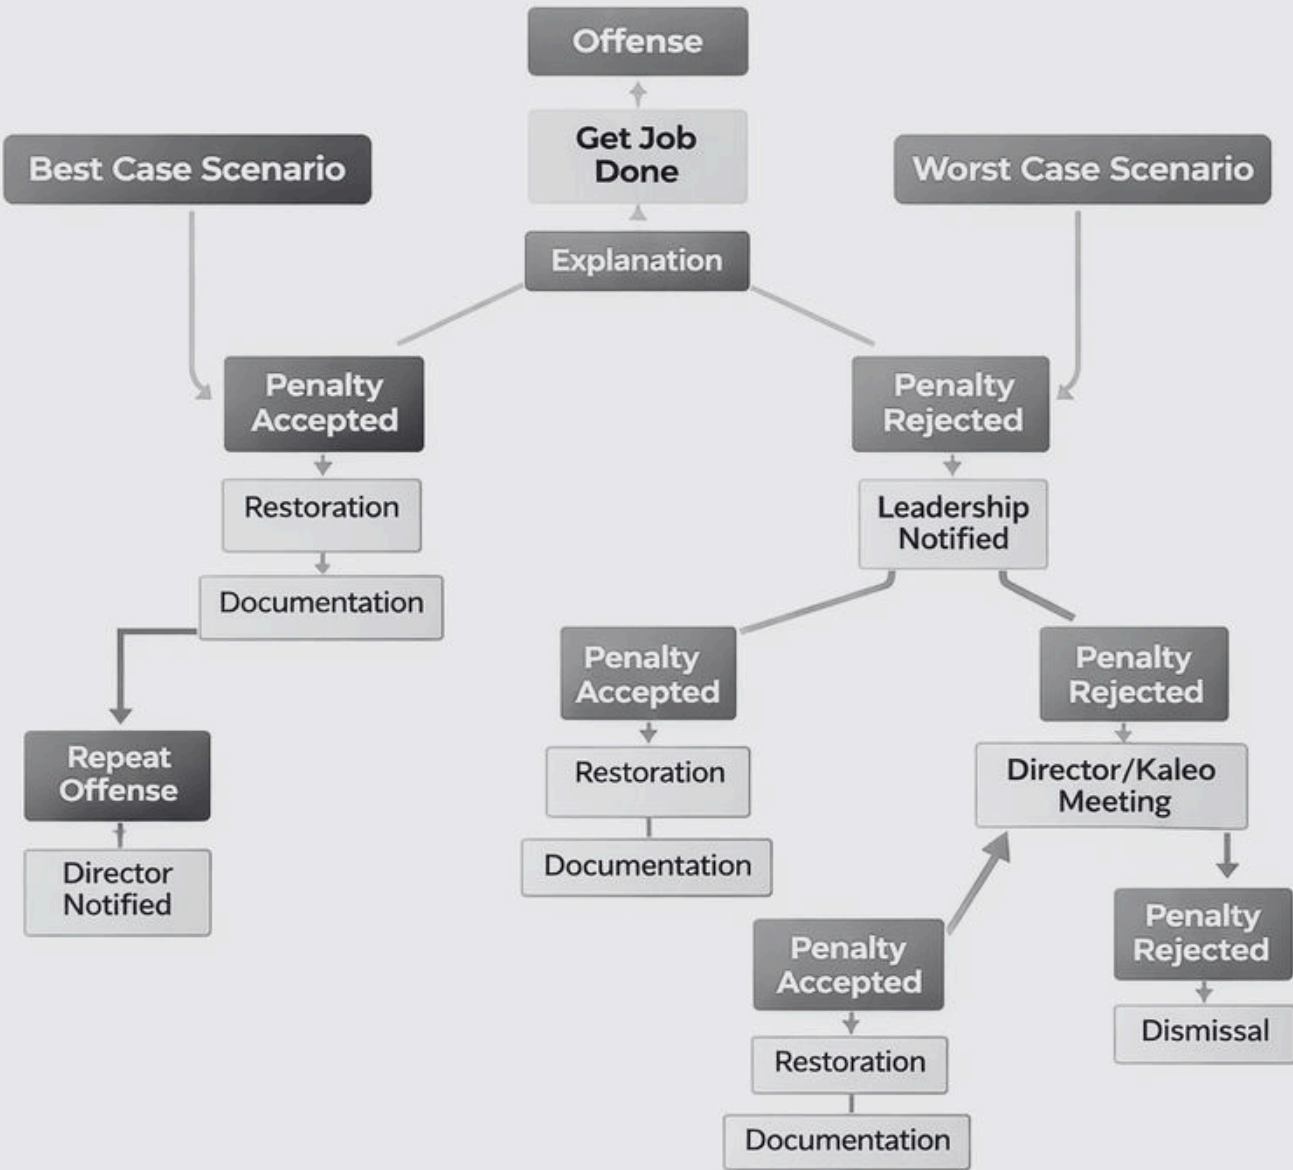 Offense
Get Job
Done
Best Case Scenario
Worst Case Scenario
Explanation
Penalty
Accepted
Penalty
Rejected
Restoration
Leadership
Notified
Documentation
Penalty
Accepted
Penalty
Rejected
Repeat
Offense
Restoration
Director/Kaleo
Meeting
Director
Notified
Documentation
Penalty
Accepted
Penalty
Rejected
Restoration
Dismissal
Documentation